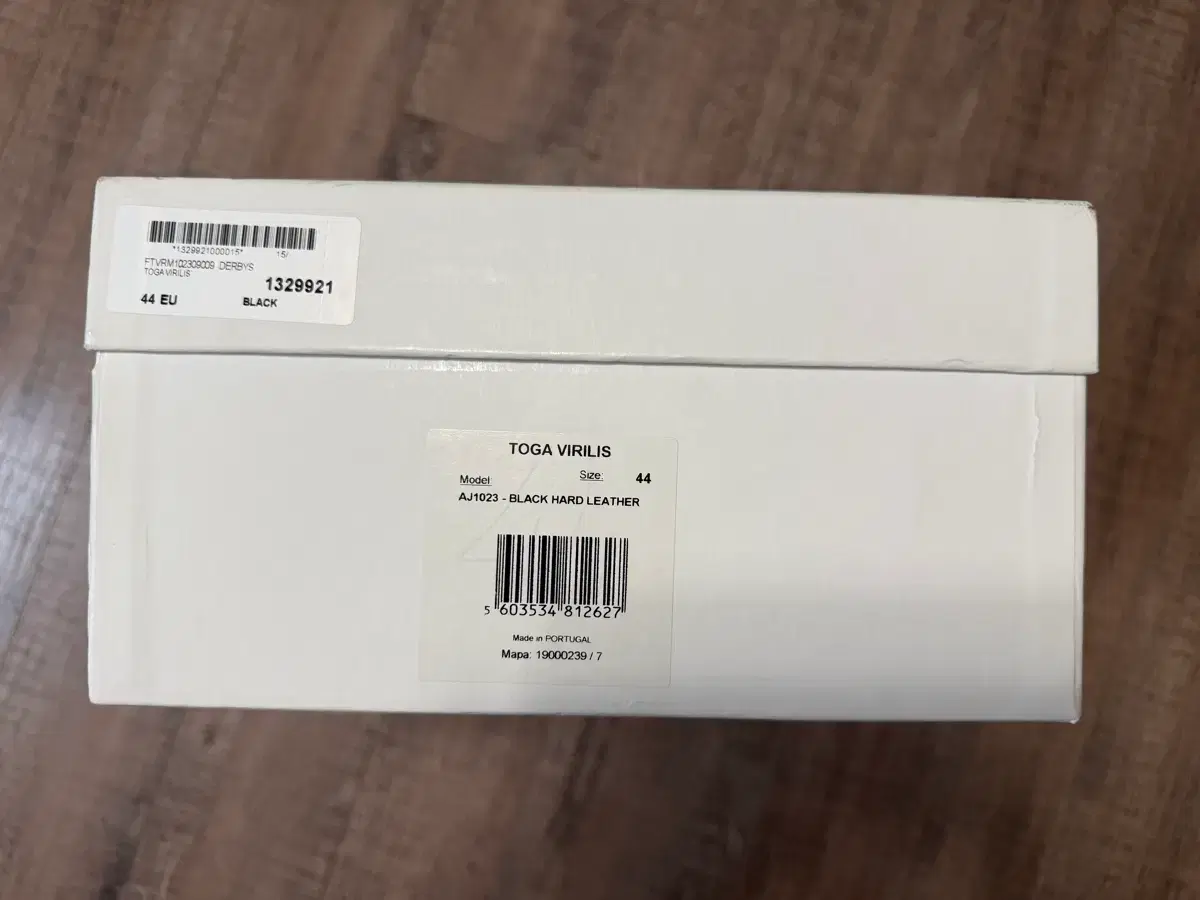 *1329921000015* 15/
FTVRM102309009 DERBYS
TOGA VIRILIS
1329921
44 EU BLACK
TOGA VIRILIS
Model: Size: 44
AJ1023 - BLACK HARD LEATHER
5 603534 812627
Made in PORTUGAL
Mapa: 19000239 / 7